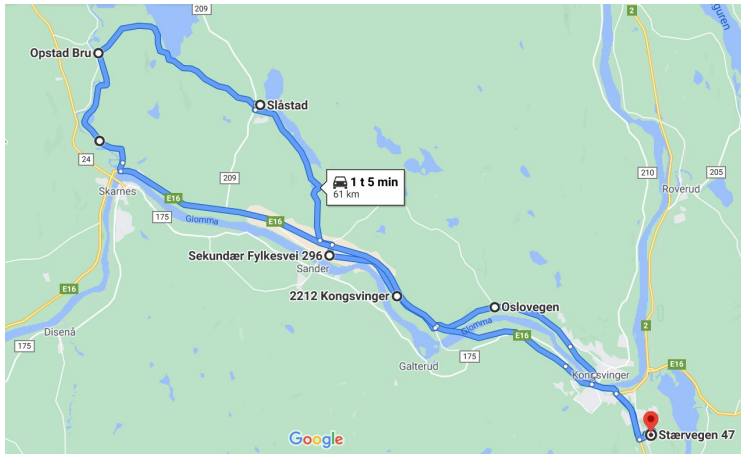 209
2
guren
Opstad Bru
Slåstad
24
209
1 t 5 min
61 km
210
205
Roverud
Skarnes
E16
175
Glomma
E16
Sekundær Fylkesvei 296
Sander
E16
2212 Kongsvinger
Oslovegen
Disenå
175
Glomma
E16
2
175
Galterud
E16
Kongsvinger
Google
Stærvegen 47